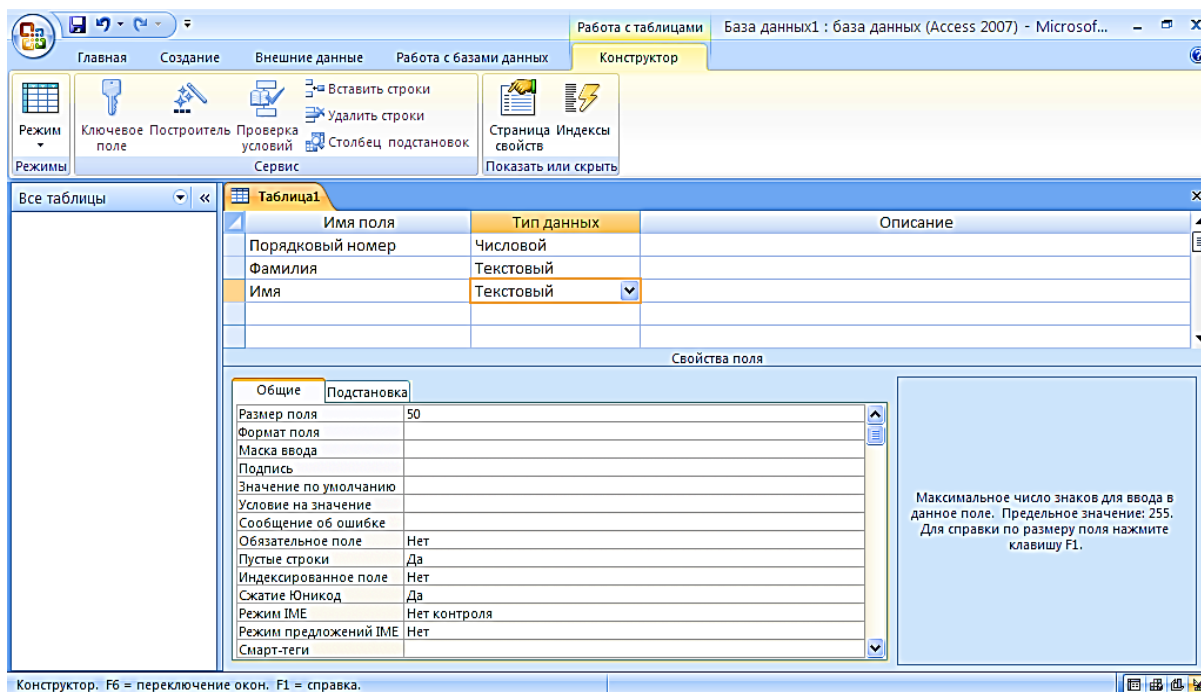 Работа с таблицами База данных1 : база данных (Access 2007) - Microsof...
Главная Создание Внешние данные Работа с базами данных Конструктор
Режим
Ключевое поле
Построитель
Проверка условий
Вставить строки
Удалить строки
Столбец подстановок
Страница свойств
Индексы
Режимы Сервис Показать или скрыть
Все таблицы « Таблица1
Имя поля Тип данных Описание
Порядковый номер Числовой
Фамилия Текстовый
Имя Текстовый
Свойства поля
Общие Подстановка
Размер поля 50
Формат поля
Маска ввода
Подпись
Значение по умолчанию
Условие на значение
Сообщение об ошибке
Обязательное поле Нет
Пустые строки Да
Индексированное поле Нет
Сжатие Юникод Да
Режим IME Нет контроля
Режим предложений IME Нет
Смарт-теги
Максимальное число знаков для ввода в
данное поле. Предельное значение: 255.
Для справки по размеру поля нажмите
клавишу F1.
Конструктор. F6 = переключение окон. F1 = справка.